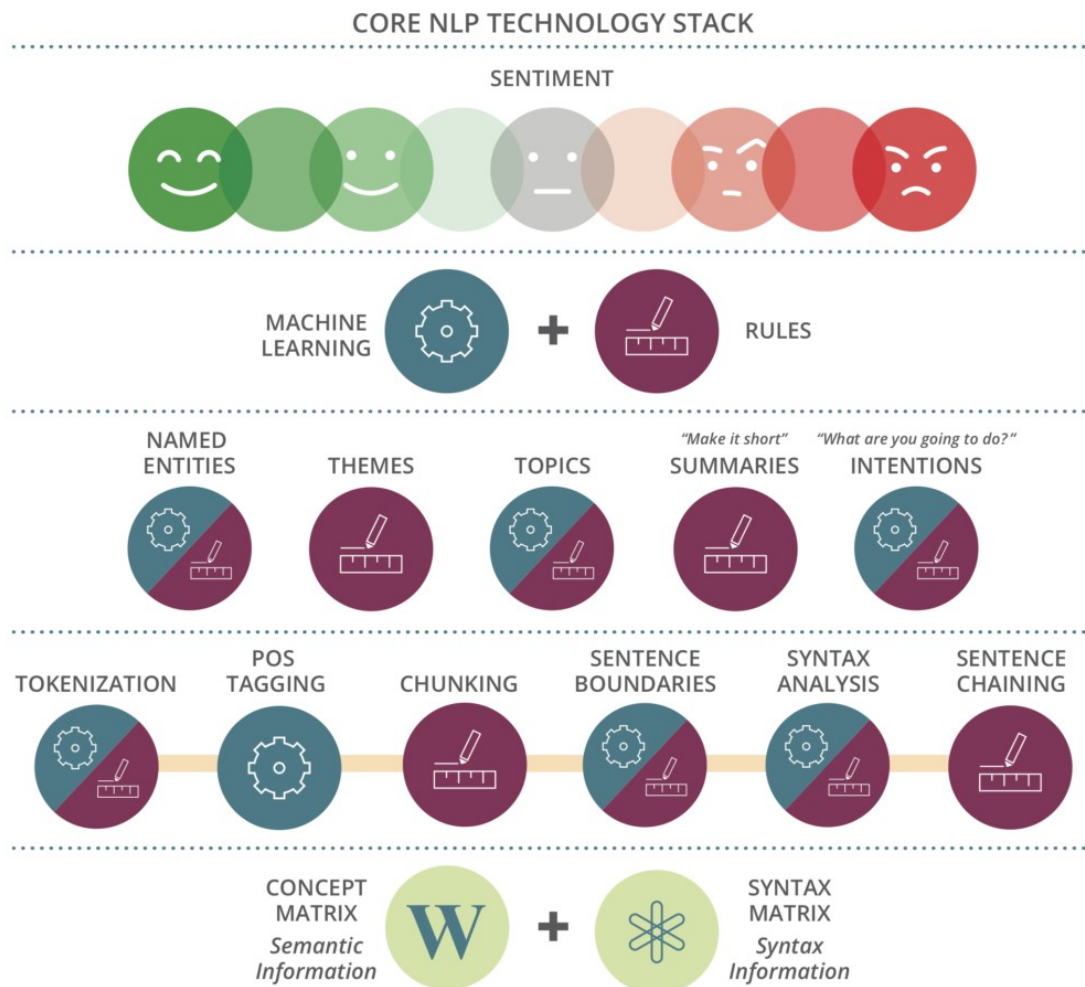 CORE NLP TECHNOLOGY STACK
SENTIMENT
MACHINE
LEARNING
RULES
NAMED
ENTITIES
THEMES
TOPICS
“Make it short”
SUMMARIES
“What are you going to do?”
INTENTIONS
TOKENIZATION
POS
TAGGING
CHUNKING
SENTENCE
BOUNDARIES
SYNTAX
ANALYSIS
SENTENCE
CHAINING
CONCEPT
MATRIX
Semantic
Information
W
SYNTAX
MATRIX
Syntax
Information